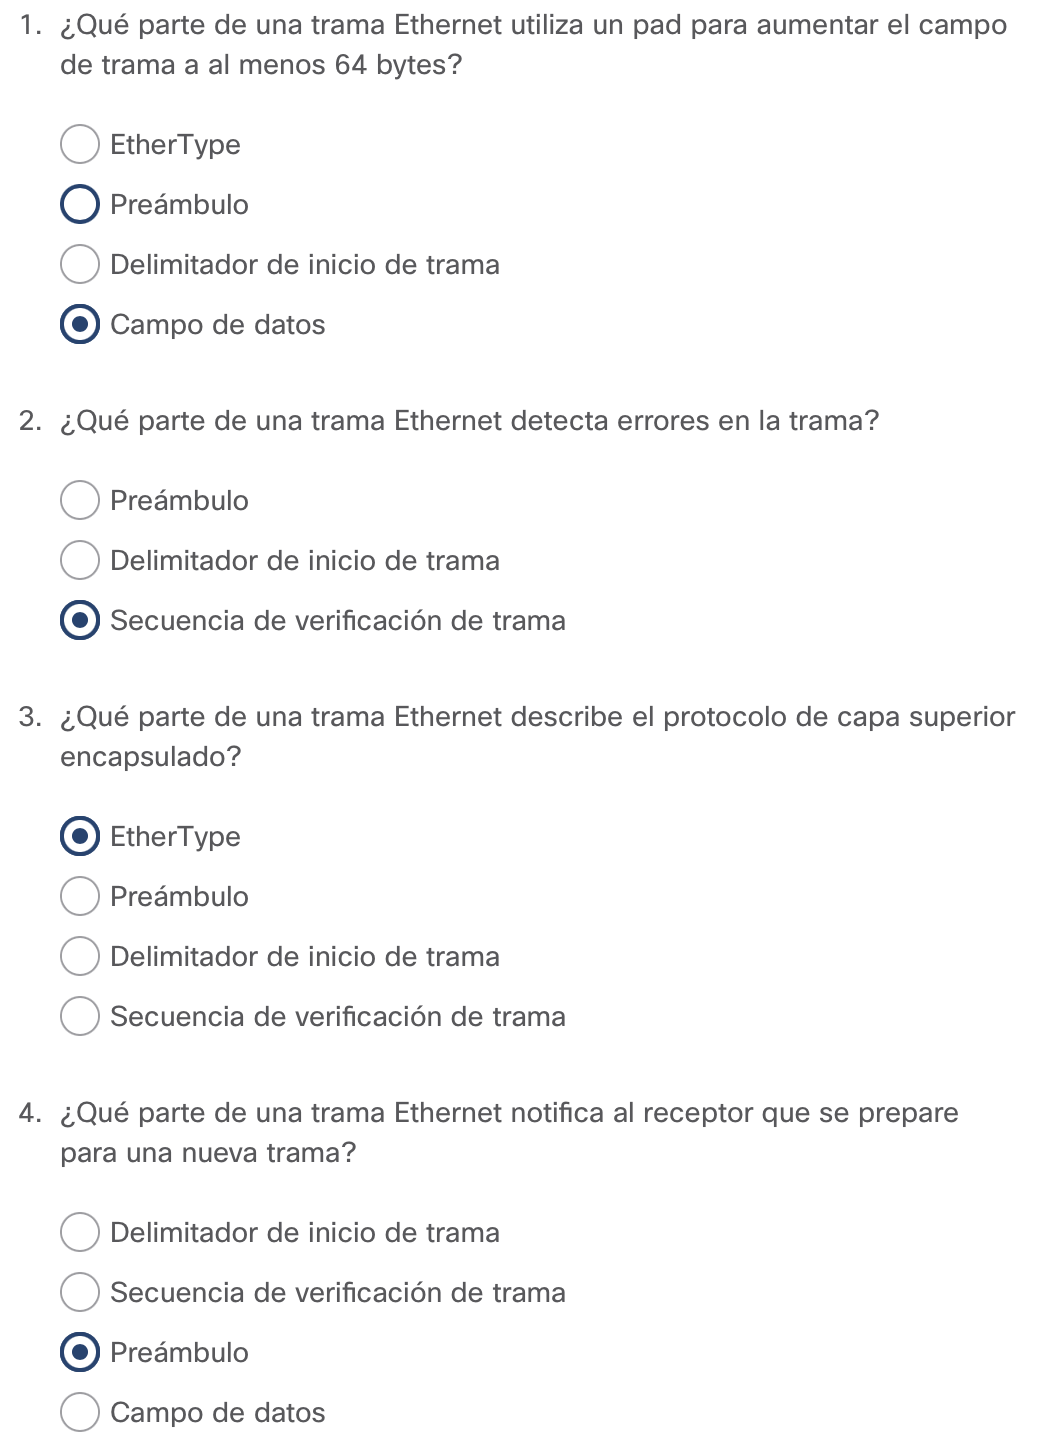 1. ¿Qué parte de una trama Ethernet utiliza un pad para aumentar el campo
de trama a al menos 64 bytes?
EtherType
Preámbulo
Delimitador de inicio de trama
Campo de datos
2. ¿Qué parte de una trama Ethernet detecta errores en la trama?
Preámbulo
Delimitador de inicio de trama
Secuencia de verificación de trama
3. ¿Qué parte de una trama Ethernet describe el protocolo de capa superior
encapsulado?
EtherType
Preámbulo
Delimitador de inicio de trama
Secuencia de verificación de trama
4. ¿Qué parte de una trama Ethernet notifica al receptor que se prepare
para una nueva trama?
Delimitador de inicio de trama
Secuencia de verificación de trama
Preámbulo
Campo de datos